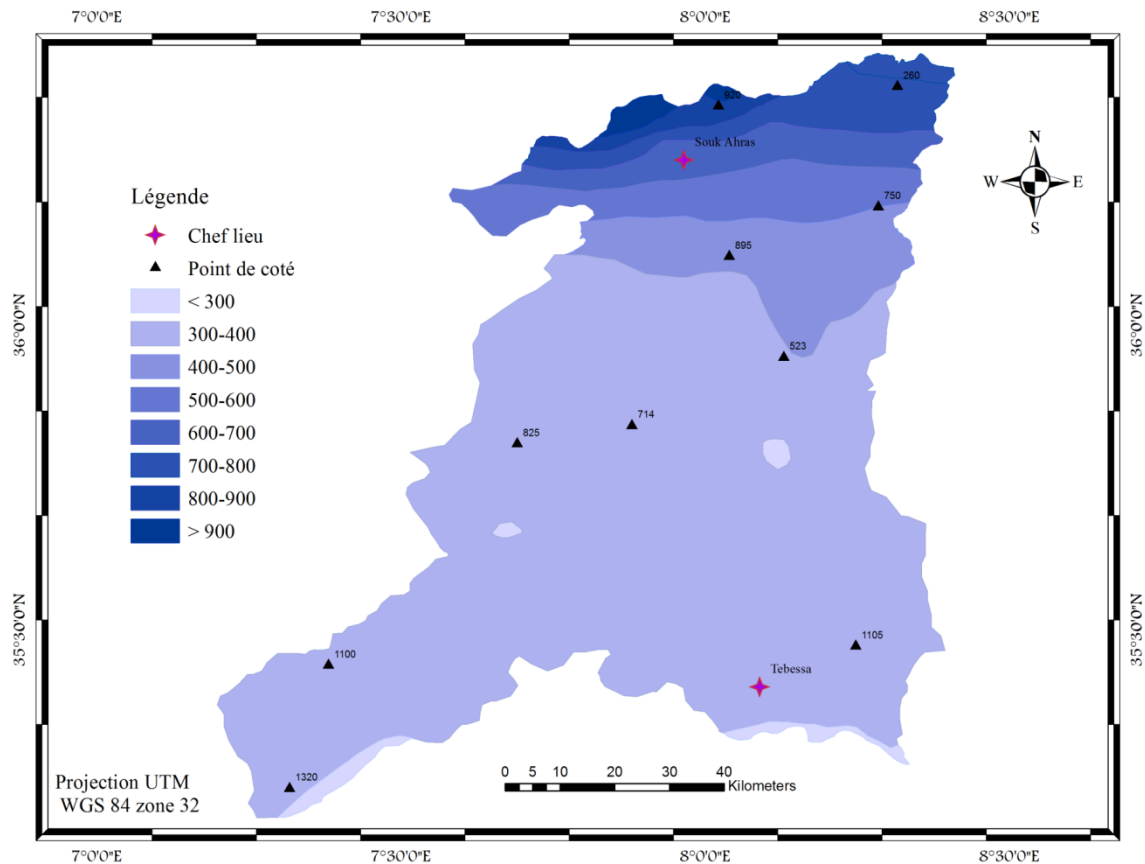 7°0'0"E 7°30'0"E 8°0'0"E 8°30'0"E
260
920
Souk Ahras
N
W E
S
750
895
523
714
825
1100
1105
Tebessa
1320
Légende
Chef lieu
Point de coté
< 300
300-400
400-500
500-600
600-700
700-800
800-900
> 900
36°0'0"N
36°0'0"N
35°30'0"N
35°30'0"N
Projection UTM
WGS 84 zone 32
0 5 10 20 30 40
Kilometers
7°0'0"E 7°30'0"E 8°0'0"E 8°30'0"E